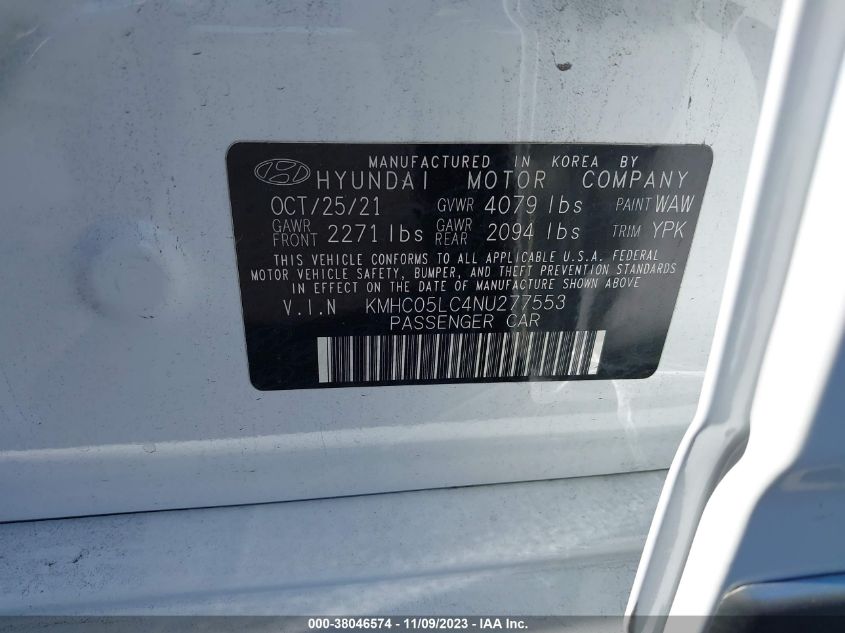 MANUFACTURED IN KOREA BY
HYUNDAI MOTOR COMPANY
OCT/25/21 GVWR 4079 lbs PAINT WAW
GAWR FRONT 2271 lbs GAWR REAR 2094 lbs TRIM YPK
THIS VEHICLE CONFORMS TO ALL APPLICABLE U.S.A. FEDERAL
MOTOR VEHICLE SAFETY, BUMPER, AND THEFT PREVENTION STANDARDS
IN EFFECT ON THE DATE OF MANUFACTURE SHOWN ABOVE
V.I.N KMHC05LC4NU277553
PASSENGER CAR
000-38046574 - 11/09/2023 - IAA Inc.